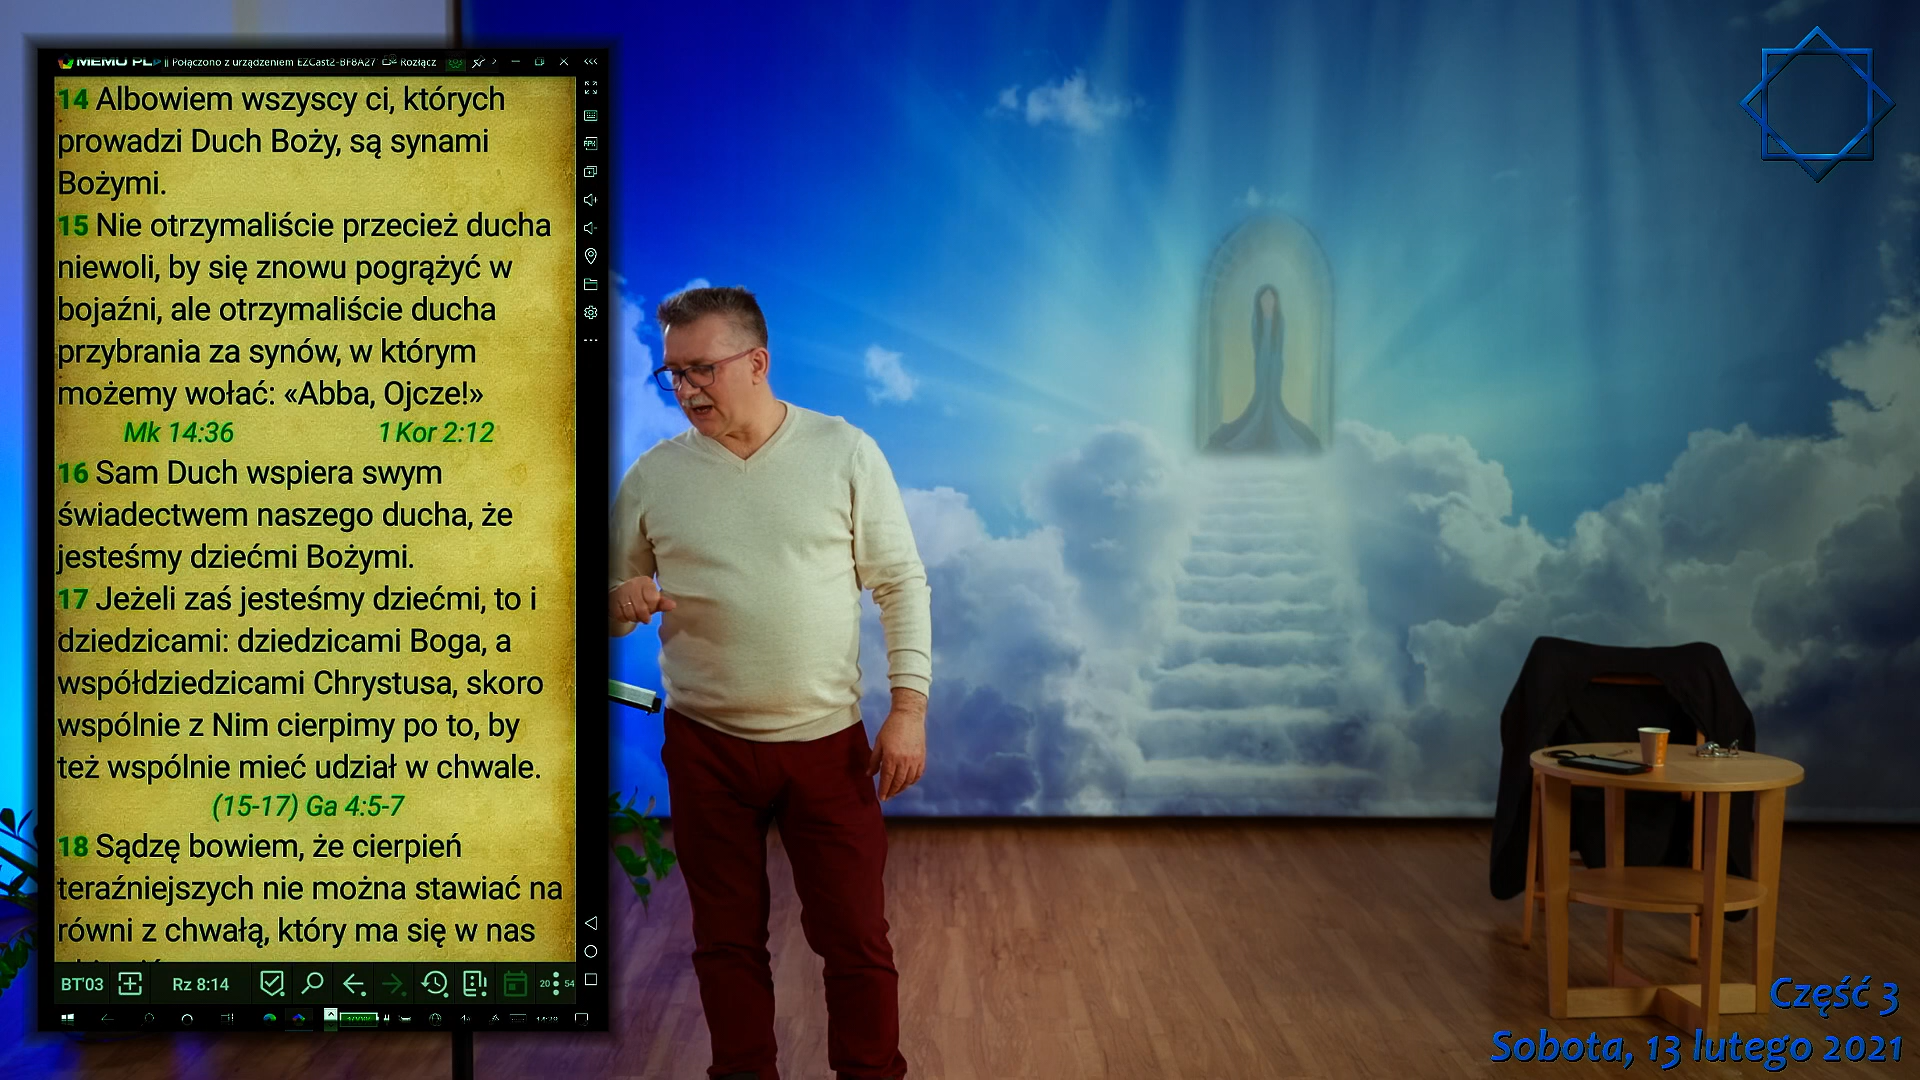 MEMU PL
Połączono z urządzeniem EZCast2-8F8A27 Rozłącz
14 Albowiem wszyscy ci, których
prowadzi Duch Boży, są synami
Bożymi.
15 Nie otrzymaliście przecież ducha
niewoli, by się znowu pogrążyć w
bojaźni, ale otrzymaliście ducha
przybrania za synów, w którym
możemy wołać: «Abba, Ojcze!»
Mk 14:36 1 Kor 2:12
16 Sam Duch wspiera swym
świadectwem naszego ducha, że
jesteśmy dziećmi Bożymi.
17 Jeżeli zaś jesteśmy dziećmi, to i
dziedzicami: dziedzicami Boga, a
współdziedzicami Chrystusa, skoro
wspólnie z Nim cierpimy po to, by
też wspólnie mieć udział w chwale.
(15-17) Ga 4:5-7
18 Sądzę bowiem, że cierpień
teraźniejszych nie można stawiać na
równi z chwałą, który ma się w nas
BT'03 Rz 8:14 20 54
Część 3
Sobota, 13 lutego 2021